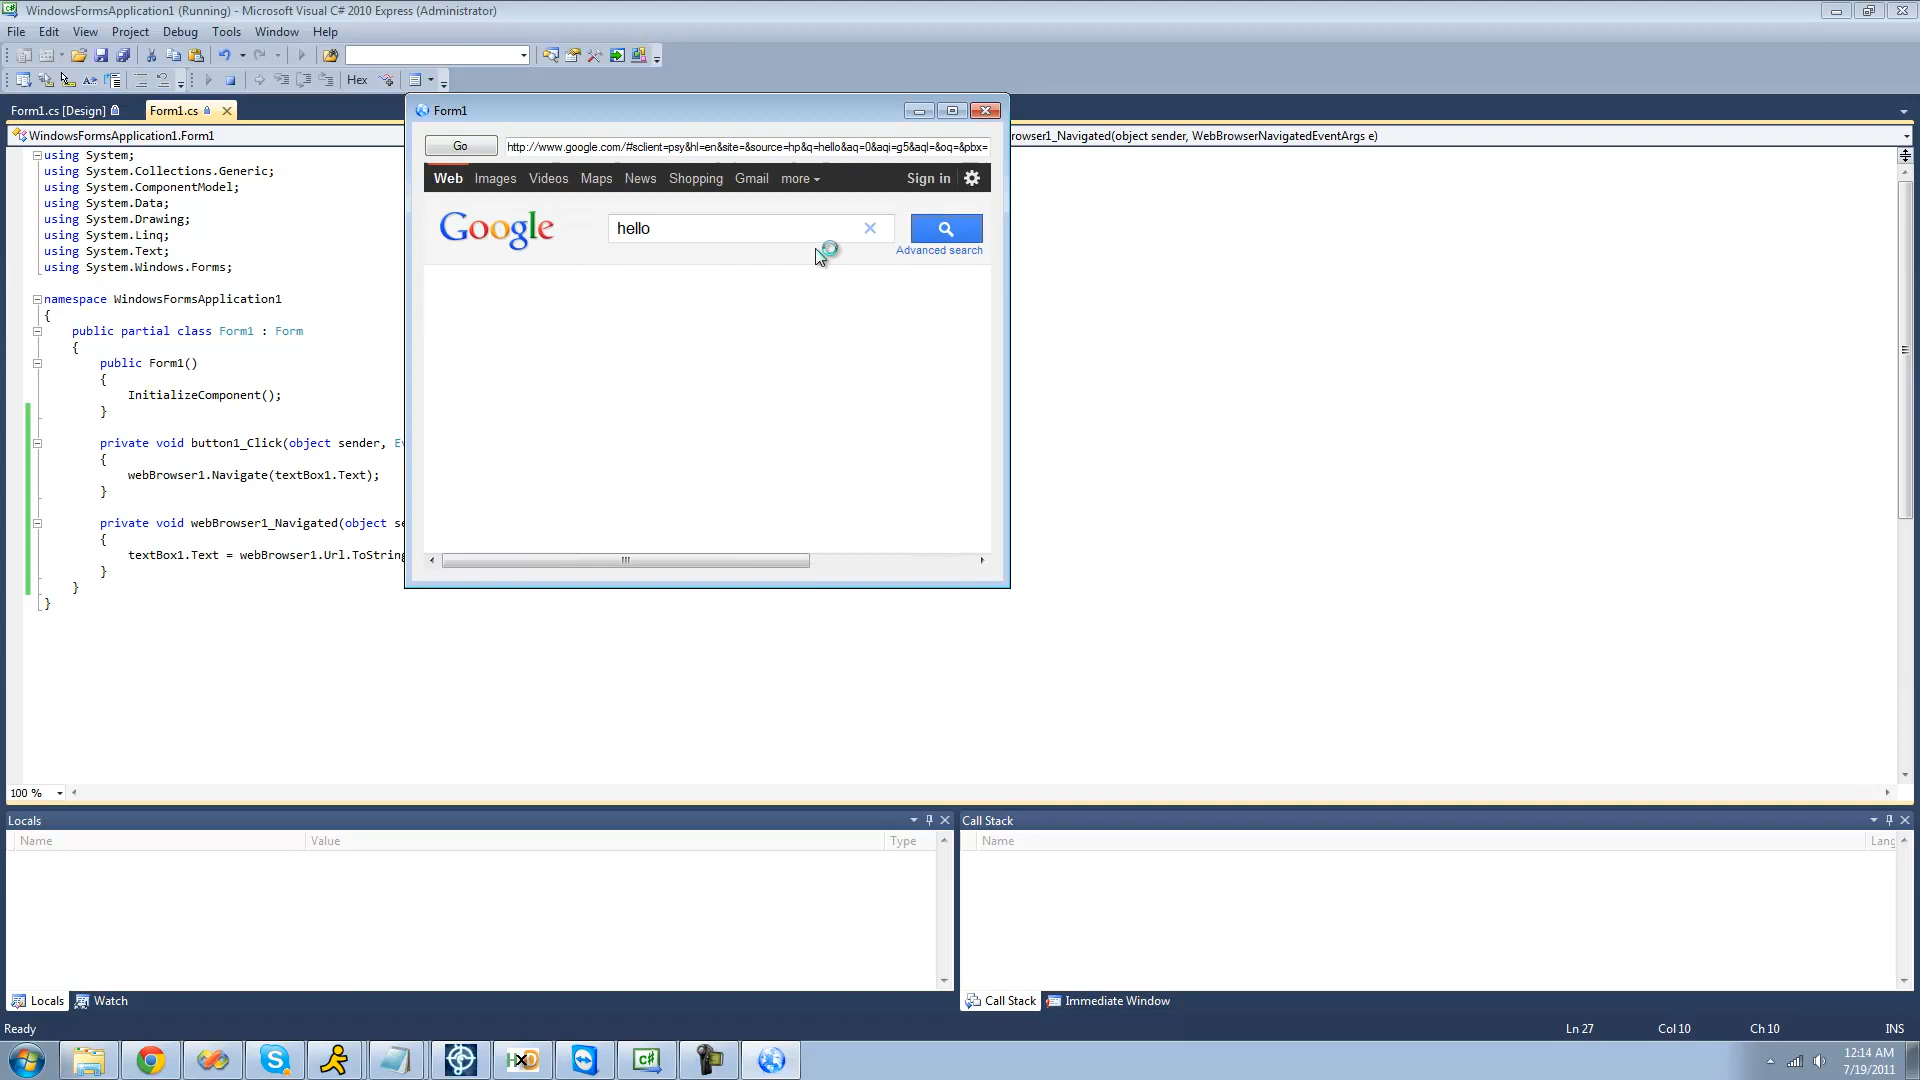 WindowsFormsApplication1 (Running) - Microsoft Visual C# 2010 Express (Administrator)
File Edit View Project Debug Tools Window Help
Hex
Form1.cs [Design] Form1.cs
WindowsFormsApplication1.Form1
rowser1_Navigated(object sender, WebBrowserNavigatedEventArgs e)
using System;
using System.Collections.Generic;
using System.ComponentModel;
using System.Data;
using System.Drawing;
using System.Linq;
using System.Text;
using System.Windows.Forms;
namespace WindowsFormsApplication1
{
public partial class Form1 : Form
{
public Form1()
{
InitializeComponent();
}
private void button1_Click(object sender, Ev
{
webBrowser1.Navigate(textBox1.Text);
}
private void webBrowser1_Navigated(object se
{
textBox1.Text = webBrowser1.Url.ToString
}
}
}
Form1
Go http://www.google.com/#sclient=psy&hl=en&site=&source=hp&q=hello&aq=0&aqi=g5&aql=&oq=&pbx=
Web Images Videos Maps News Shopping Gmail more Sign in
Google hello
Advanced search
100 %
Locals
Name Value Type
Call Stack
Name Lang
Locals Watch
Call Stack Immediate Window
Ready Ln 27 Col 10 Ch 10 INS
12:14 AM
7/19/2011